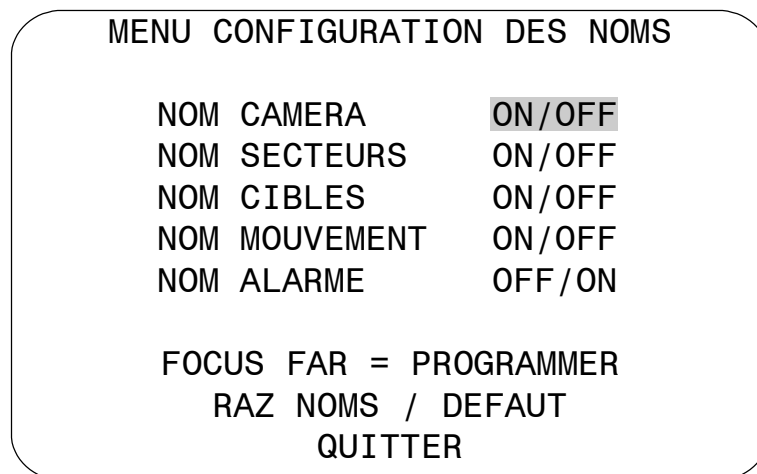 MENU CONFIGURATION DES NOMS
NOM CAMERA ON/OFF
NOM SECTEURS ON/OFF
NOM CIBLES ON/OFF
NOM MOUVEMENT ON/OFF
NOM ALARME OFF/ON
FOCUS FAR = PROGRAMMER
RAZ NOMS / DEFAUT
QUITTER